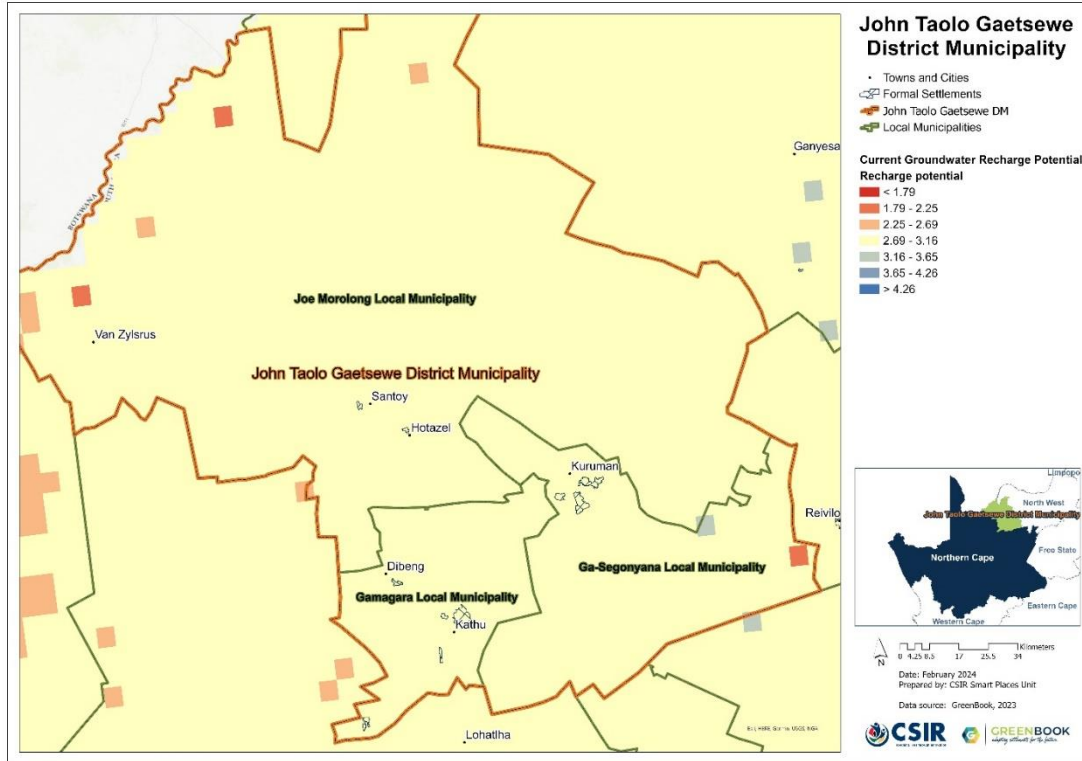 John Taolo Gaetsewe
District Municipality
Towns and Cities
Formal Settlements
John Taolo Gaetsewe DM
Local Municipalities
Current Groundwater Recharge Potential
Recharge potential
< 1.79
1.79 - 2.25
2.25 - 2.69
2.69 - 3.16
3.16 - 3.65
3.65 - 4.26
> 4.26
BOTSWANA
Ganyesa
Joe Morolong Local Municipality
Van Zylsrus
John Taolo Gaetsewe District Municipality
Santoy
Hotazel
Kuruman
Reivilo
Dibeng
Ga-Segonyana Local Municipality
Gamagara Local Municipality
Kathu
Lohatlha
Limpopo
North West
John Taolo Gaetsewe District Municipality
Free State
Northern Cape
Eastern Cape
Western Cape
N
Kilometers
0 4.25 8.5 17 25.5 34
Date: February 2024
Prepared by: CSIR Smart Places Unit
Data source: GreenBook, 2023
CSIR
GREENBOOK